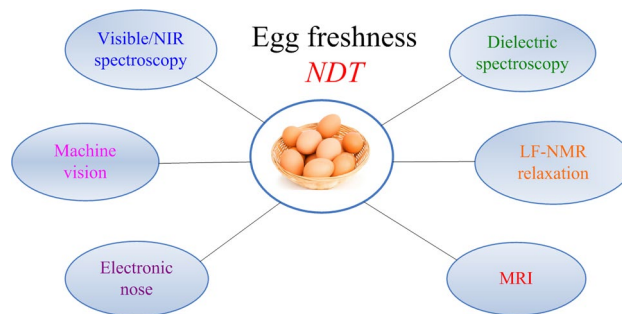 Egg freshness
NDT
Visible/NIR
spectroscopy
Dielectric
spectroscopy
Machine
vision
LF-NMR
relaxation
Electronic
nose
MRI